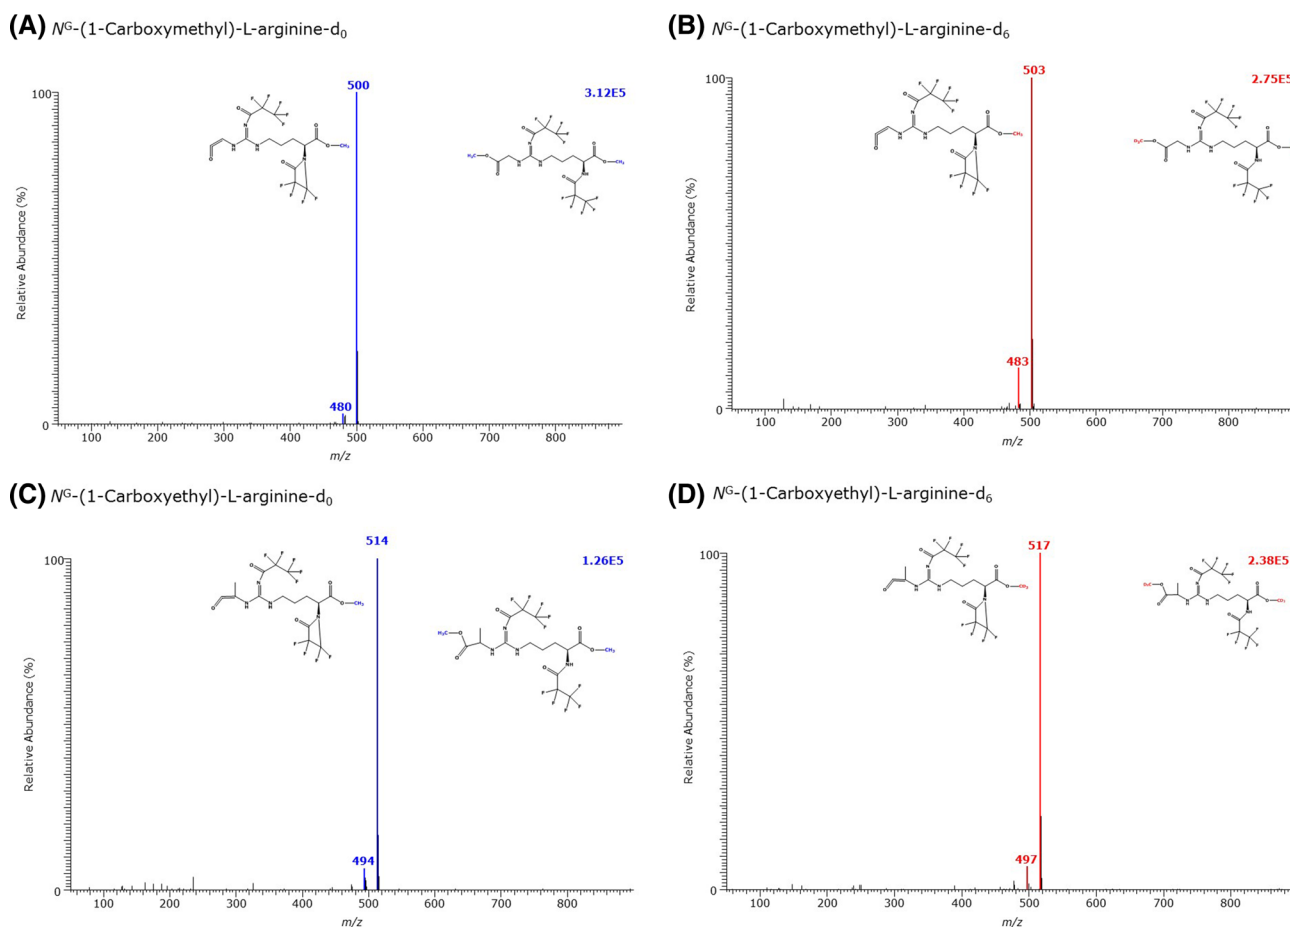 (A) Nᴳ-(1-Carboxymethyl)-L-arginine-d₀
500
3.12E5
100
480
0
100 200 300 400 500 600 700 800
m/z
Relative Abundance (%)
(B) Nᴳ-(1-Carboxymethyl)-L-arginine-d₆
503
2.75E5
100
483
0
100 200 300 400 500 600 700 800
m/z
Relative Abundance (%)
(C) Nᴳ-(1-Carboxyethyl)-L-arginine-d₀
514
1.26E5
100
494
0
100 200 300 400 500 600 700 800
m/z
Relative Abundance (%)
(D) Nᴳ-(1-Carboxyethyl)-L-arginine-d₆
517
2.38E5
100
497
0
100 200 300 400 500 600 700 800
m/z
Relative Abundance (%)